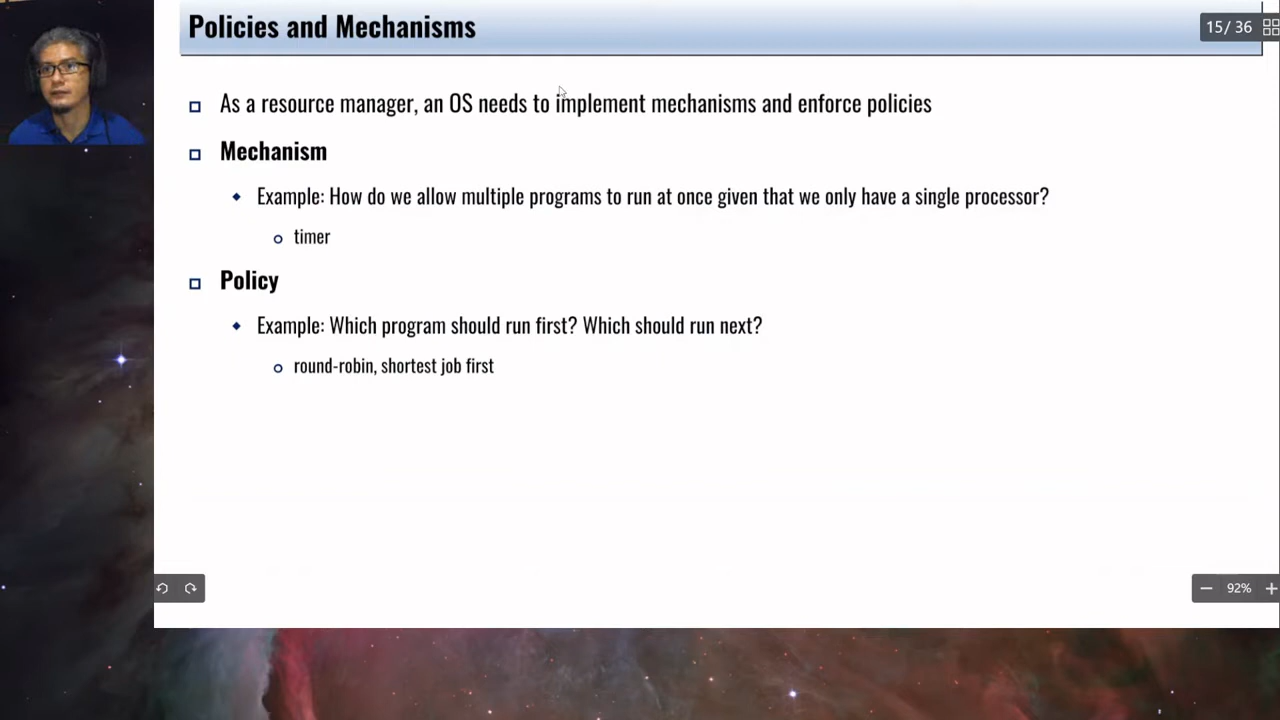 Policies and Mechanisms
15/ 36
As a resource manager, an OS needs to implement mechanisms and enforce policies
Mechanism
Example: How do we allow multiple programs to run at once given that we only have a single processor?
timer
Policy
Example: Which program should run first? Which should run next?
round-robin, shortest job first
92%